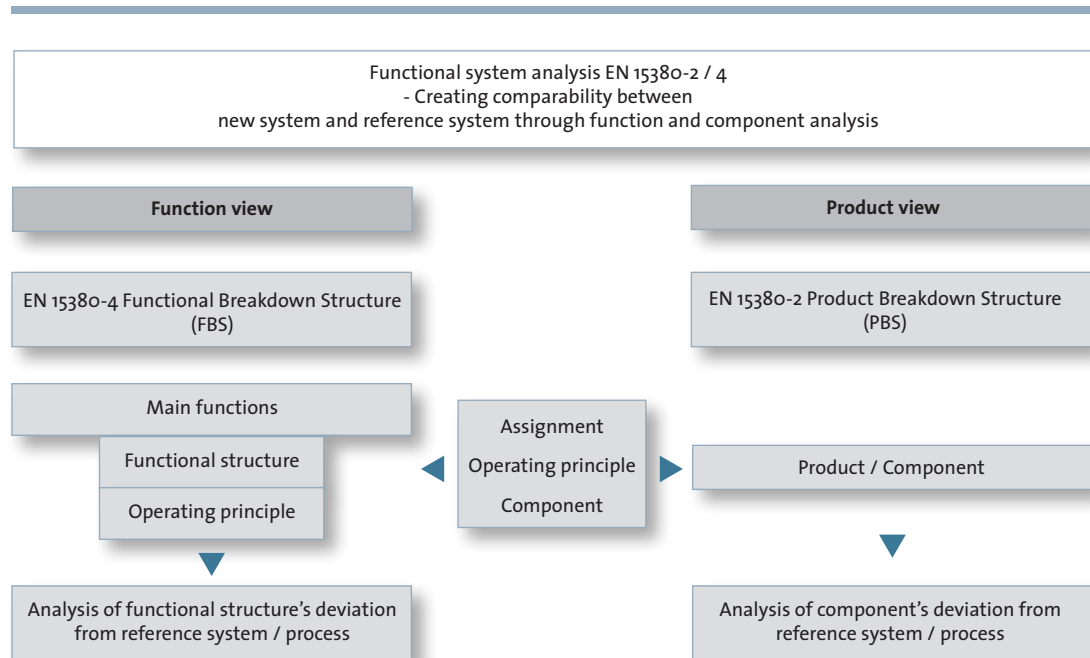 Functional system analysis EN 15380-2 / 4
- Creating comparability between
new system and reference system through function and component analysis
Function view
Product view
EN 15380-4 Functional Breakdown Structure
(FBS)
EN 15380-2 Product Breakdown Structure
(PBS)
Main functions
Functional structure
Operating principle
Assignment
Operating principle
Component
Product / Component
Analysis of functional structure's deviation
from reference system / process
Analysis of component's deviation from
reference system / process